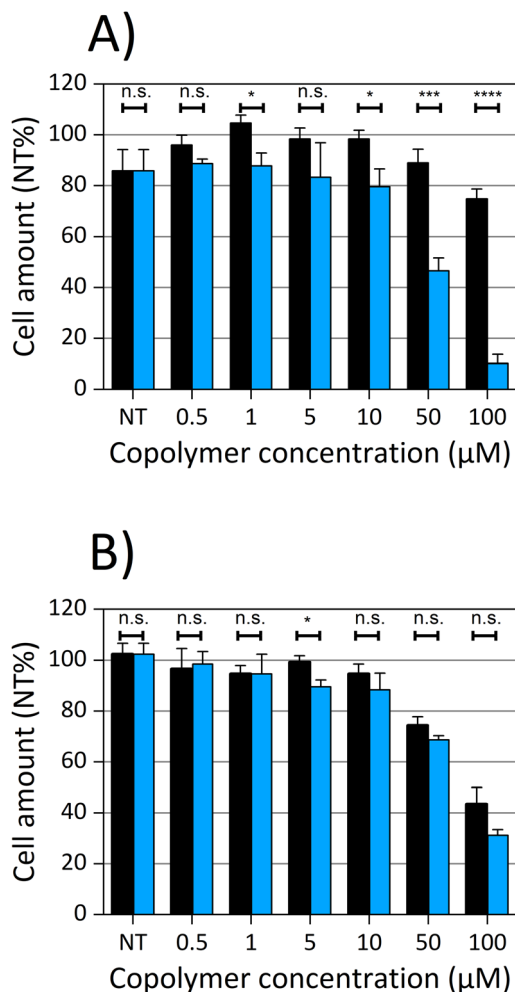 A)
120
n.s. n.s. * n.s. * *** ****
100
80
60
40
20
0
Cell amount (NT%)
NT 0.5 1 5 10 50 100
Copolymer concentration (µM)
B)
120
n.s. n.s. n.s. * n.s. n.s. n.s.
100
80
60
40
20
0
Cell amount (NT%)
NT 0.5 1 5 10 50 100
Copolymer concentration (µM)